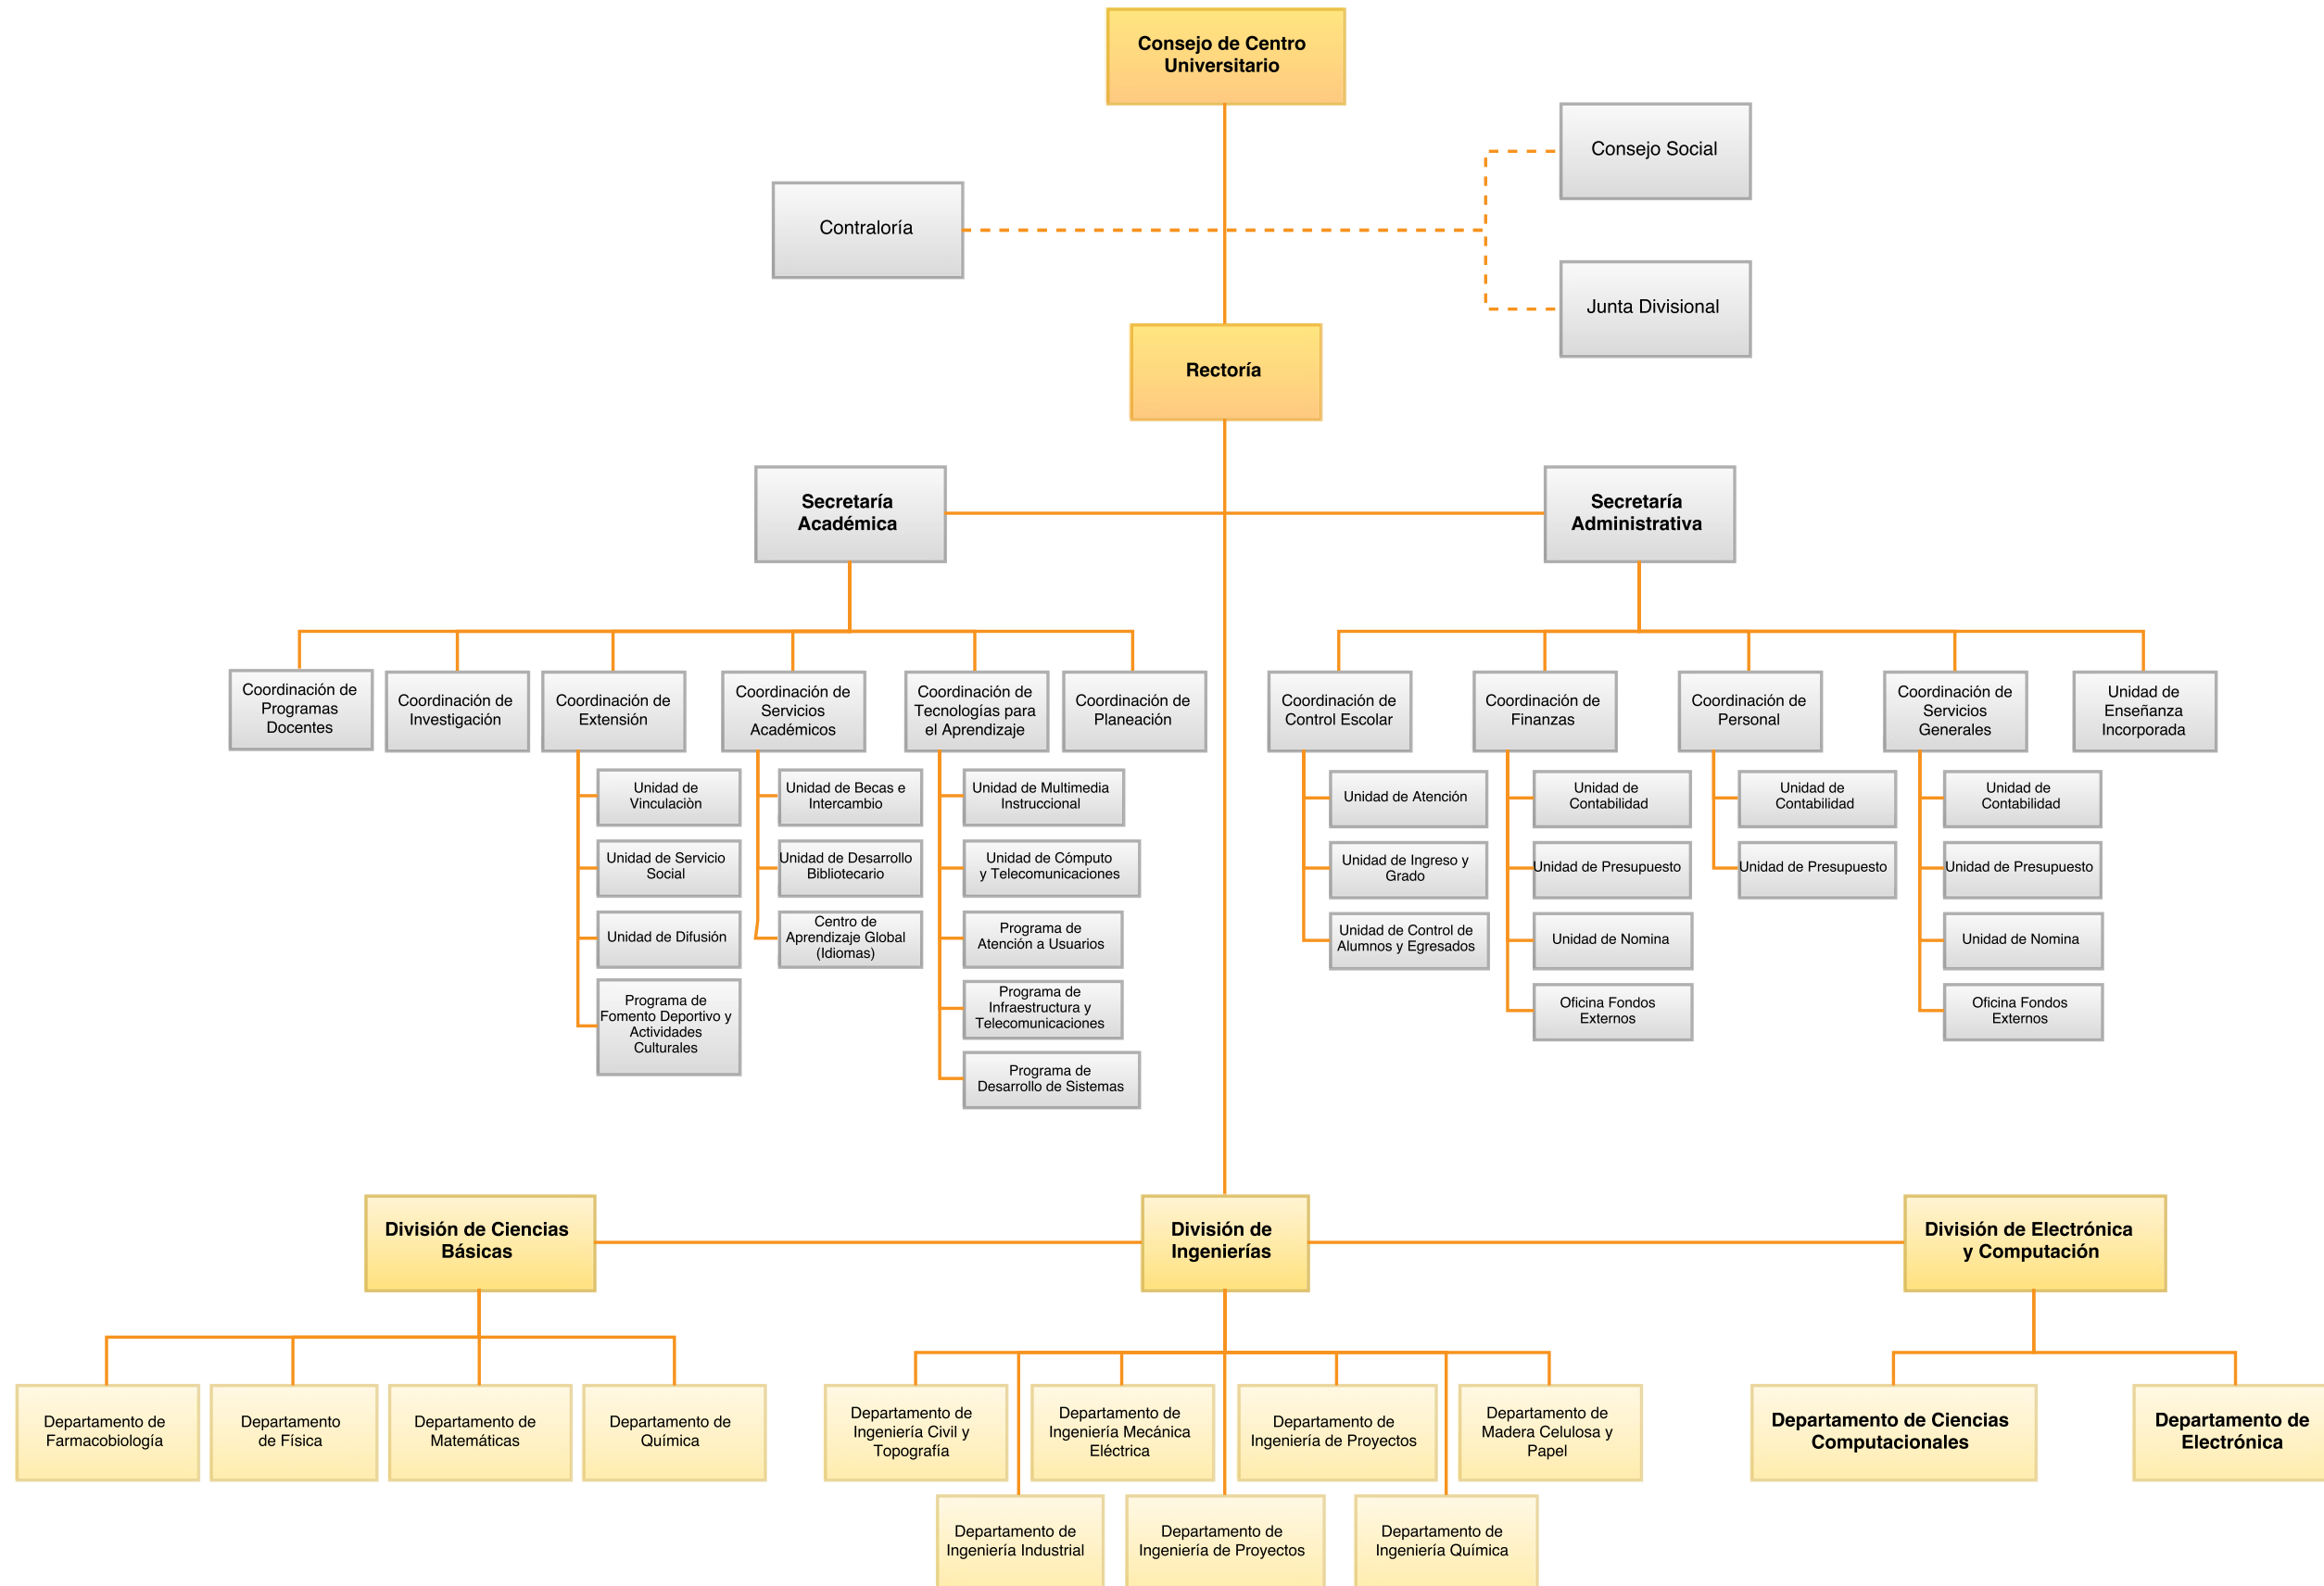 Consejo de Centro
Universitario
Consejo Social
Contraloría
Junta Divisional
Rectoría
Secretaría
Académica
Secretaría
Administrativa
Coordinación de
Programas
Docentes
Coordinación de
Investigación
Coordinación de
Extensión
Coordinación de
Servicios
Académicos
Coordinación de
Tecnologías para
el Aprendizaje
Coordinación de
Planeación
Coordinación de
Control Escolar
Coordinación de
Finanzas
Coordinación de
Personal
Coordinación de
Servicios
Generales
Unidad de
Enseñanza
Incorporada
Unidad de
Vinculaciòn
Unidad de Servicio
Social
Unidad de Difusión
Programa de
Fomento Deportivo y
Actividades
Culturales
Unidad de Becas e
Intercambio
Unidad de Desarrollo
Bibliotecario
Centro de
Aprendizaje Global
(Idiomas)
Unidad de Multimedia
Instruccional
Unidad de Cómputo
y Telecomunicaciones
Programa de
Atención a Usuarios
Programa de
Infraestructura y
Telecomunicaciones
Programa de
Desarrollo de Sistemas
Unidad de Atención
Unidad de Ingreso y
Grado
Unidad de Control de
Alumnos y Egresados
Unidad de
Contabilidad
Unidad de Presupuesto
Unidad de Nomina
Oficina Fondos
Externos
Unidad de
Contabilidad
Unidad de Presupuesto
Unidad de
Contabilidad
Unidad de Presupuesto
Unidad de Nomina
Oficina Fondos
Externos
División de Ciencias
Básicas
División de
Ingenierías
División de Electrónica
y Computación
Departamento de
Farmacobiología
Departamento
de Física
Departamento de
Matemáticas
Departamento de
Química
Departamento de
Ingeniería Civil y
Topografía
Departamento de
Ingeniería Mecánica
Eléctrica
Departamento de
Ingeniería de Proyectos
Departamento de
Madera Celulosa y
Papel
Departamento de Ciencias
Computacionales
Departamento de
Electrónica
Departamento de
Ingeniería Industrial
Departamento de
Ingeniería de Proyectos
Departamento de
Ingeniería Química